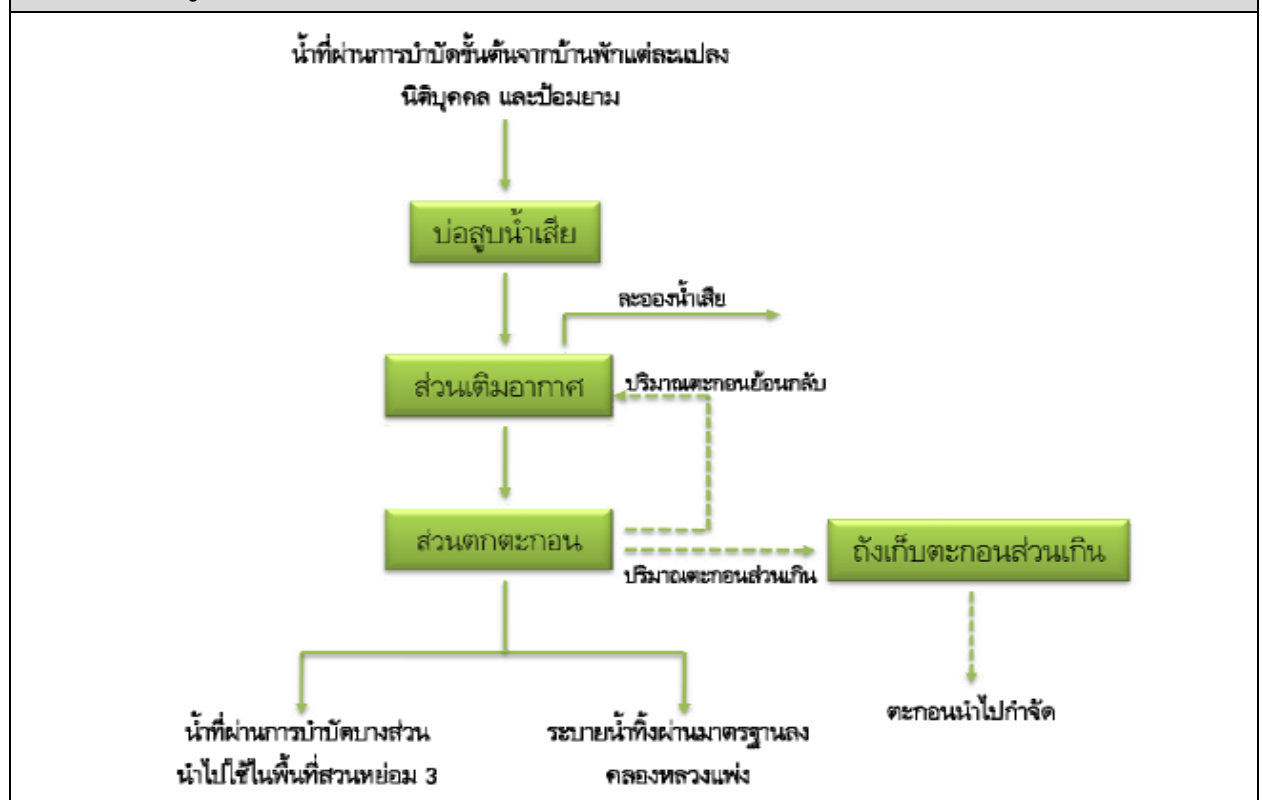 น้ำที่ผ่านการบำบัดขั้นต้นจากบ้านพักแต่ละแปลง
นิติบุคคล และป้อมยาม
บ่อสูบน้ำเสีย
ละอองน้ำเสีย
ส่วนเติมอากาศ
ปริมาณตะกอนย้อนกลับ
ส่วนตกตะกอน
ถังเก็บตะกอนส่วนเกิน
ปริมาณตะกอนส่วนเกิน
ตะกอนนำไปกำจัด
น้ำที่ผ่านการบำบัดบางส่วน
นำไปใช้ในพื้นที่สวนหย่อม 3
ระบายน้ำทิ้งผ่านมาตรฐานลง
คลองหลวงแพ่ง